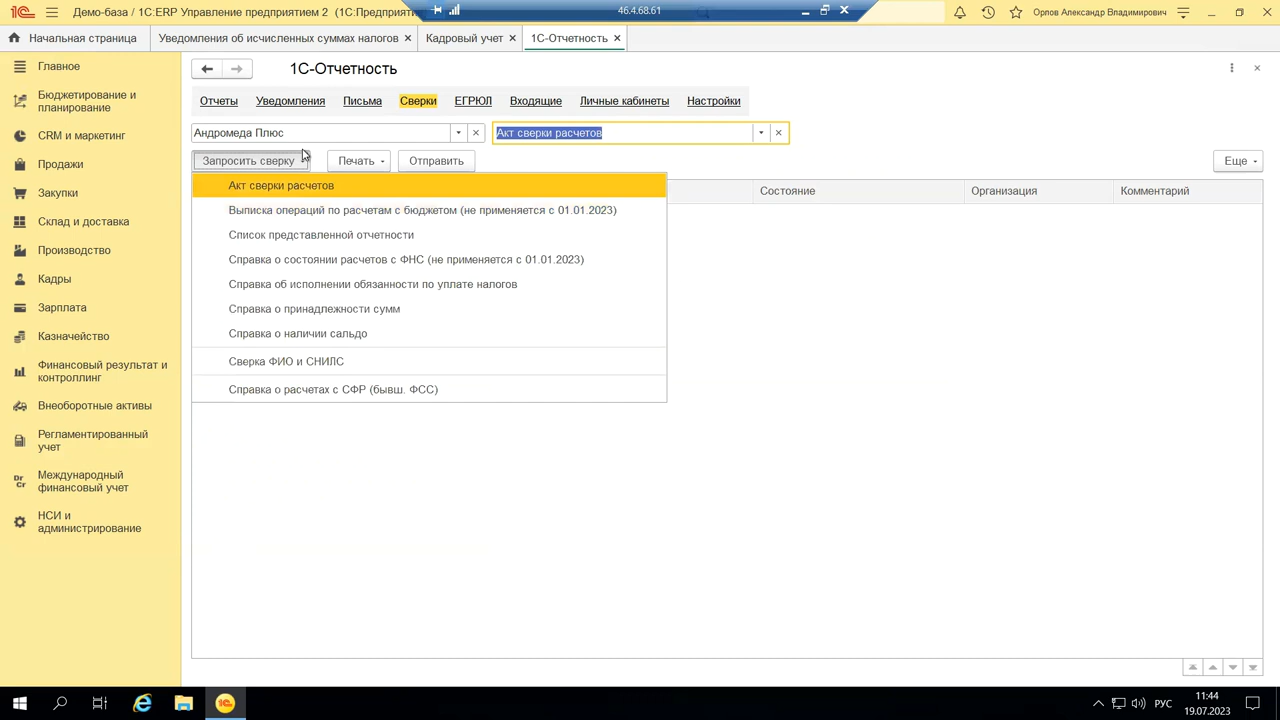 Демо-база / 1С:ERP Управление предприятием 2 (1С:Предприяти
46.4.68.61
Орлов Александр Владимирович
Начальная страница
Уведомления об исчисленных суммах налогов ×
Кадровый учет ×
1С-Отчетность ×
Главное
Бюджетирование и
планирование
CRM и маркетинг
Продажи
Закупки
Склад и доставка
Производство
Кадры
Зарплата
Казначейство
Финансовый результат и
контроллинг
Внеоборотные активы
Регламентированный
учет
Международный
финансовый учет
НСИ и
администрирование
1С-Отчетность
Отчеты Уведомления Письма Сверки ЕГРЮЛ Входящие Личные кабинеты Настройки
Андромеда Плюс
Акт сверки расчетов
Запросить сверку Печать Отправить Еще
Состояние Организация Комментарий
Акт сверки расчетов
Выписка операций по расчетам с бюджетом (не применяется с 01.01.2023)
Список представленной отчетности
Справка о состоянии расчетов с ФНС (не применяется с 01.01.2023)
Справка об исполнении обязанности по уплате налогов
Справка о принадлежности сумм
Справка о наличии сальдо
Сверка ФИО и СНИЛС
Справка о расчетах с СФР (бывш. ФСС)
РУС
11:44
19.07.2023